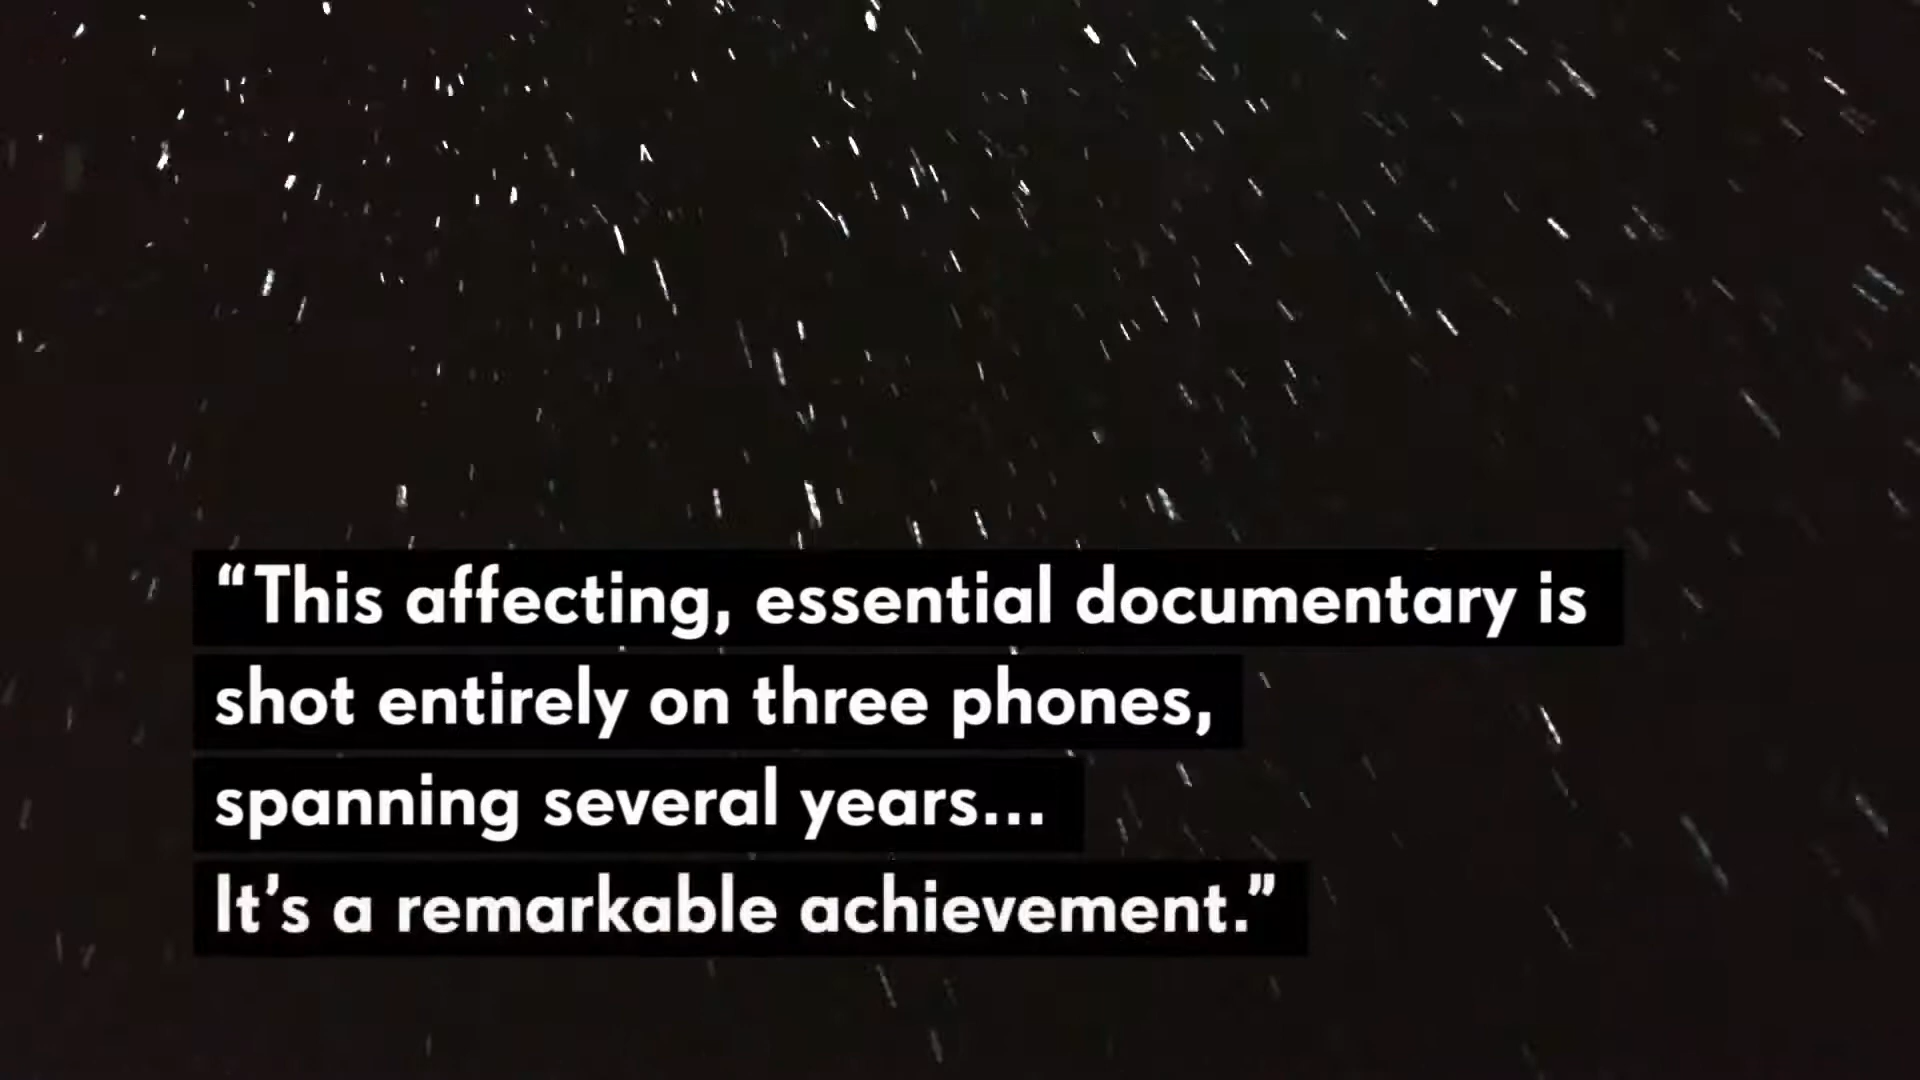 “This affecting, essential documentary is
shot entirely on three phones,
spanning several years...
It’s a remarkable achievement.”